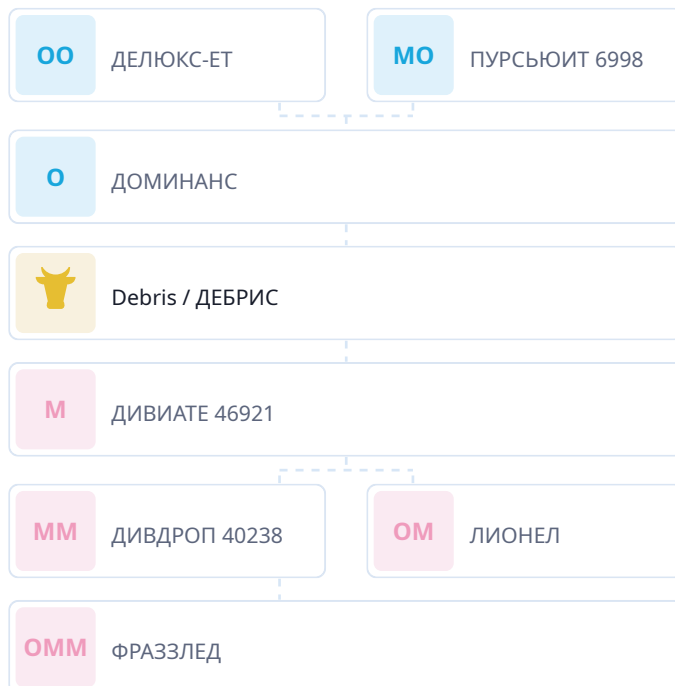 ОО ДЕЛЮКС-ЕТ МО ПУРСЬЮИТ 6998
О ДОМИНАНС
Debris / ДЕБРИС
М ДИВИАТЕ 46921
ММ ДИВДРОП 40238 ОМ ЛИОНЕЛ
ОММ ФРАЗЗЛЕД